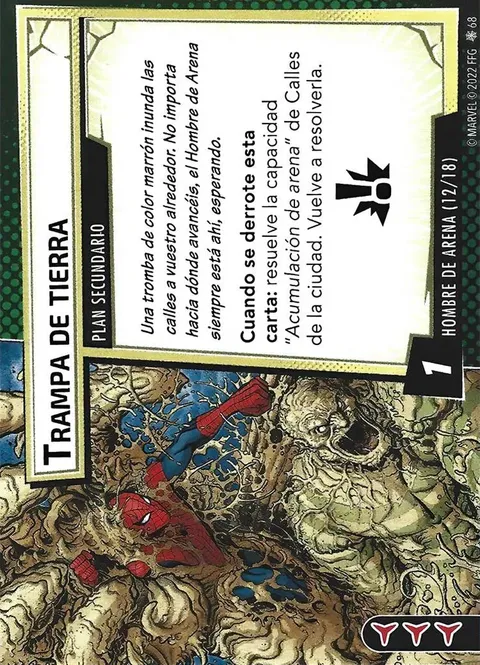 TRAMPA DE TIERRA
PLAN SECUNDARIO
Una tromba de color marrón inunda las
calles a vuestro alrededor. No importa
hacia dónde avancéis, el Hombre de Arena
siempre está ahí, esperando.
Cuando se derrote esta
carta: resuelve la capacidad
"Acumulación de arena" de Calles
de la ciudad. Vuelve a resolverla.
1
HOMBRE DE ARENA (12/18)
© MARVEL © 2022 FFG 68